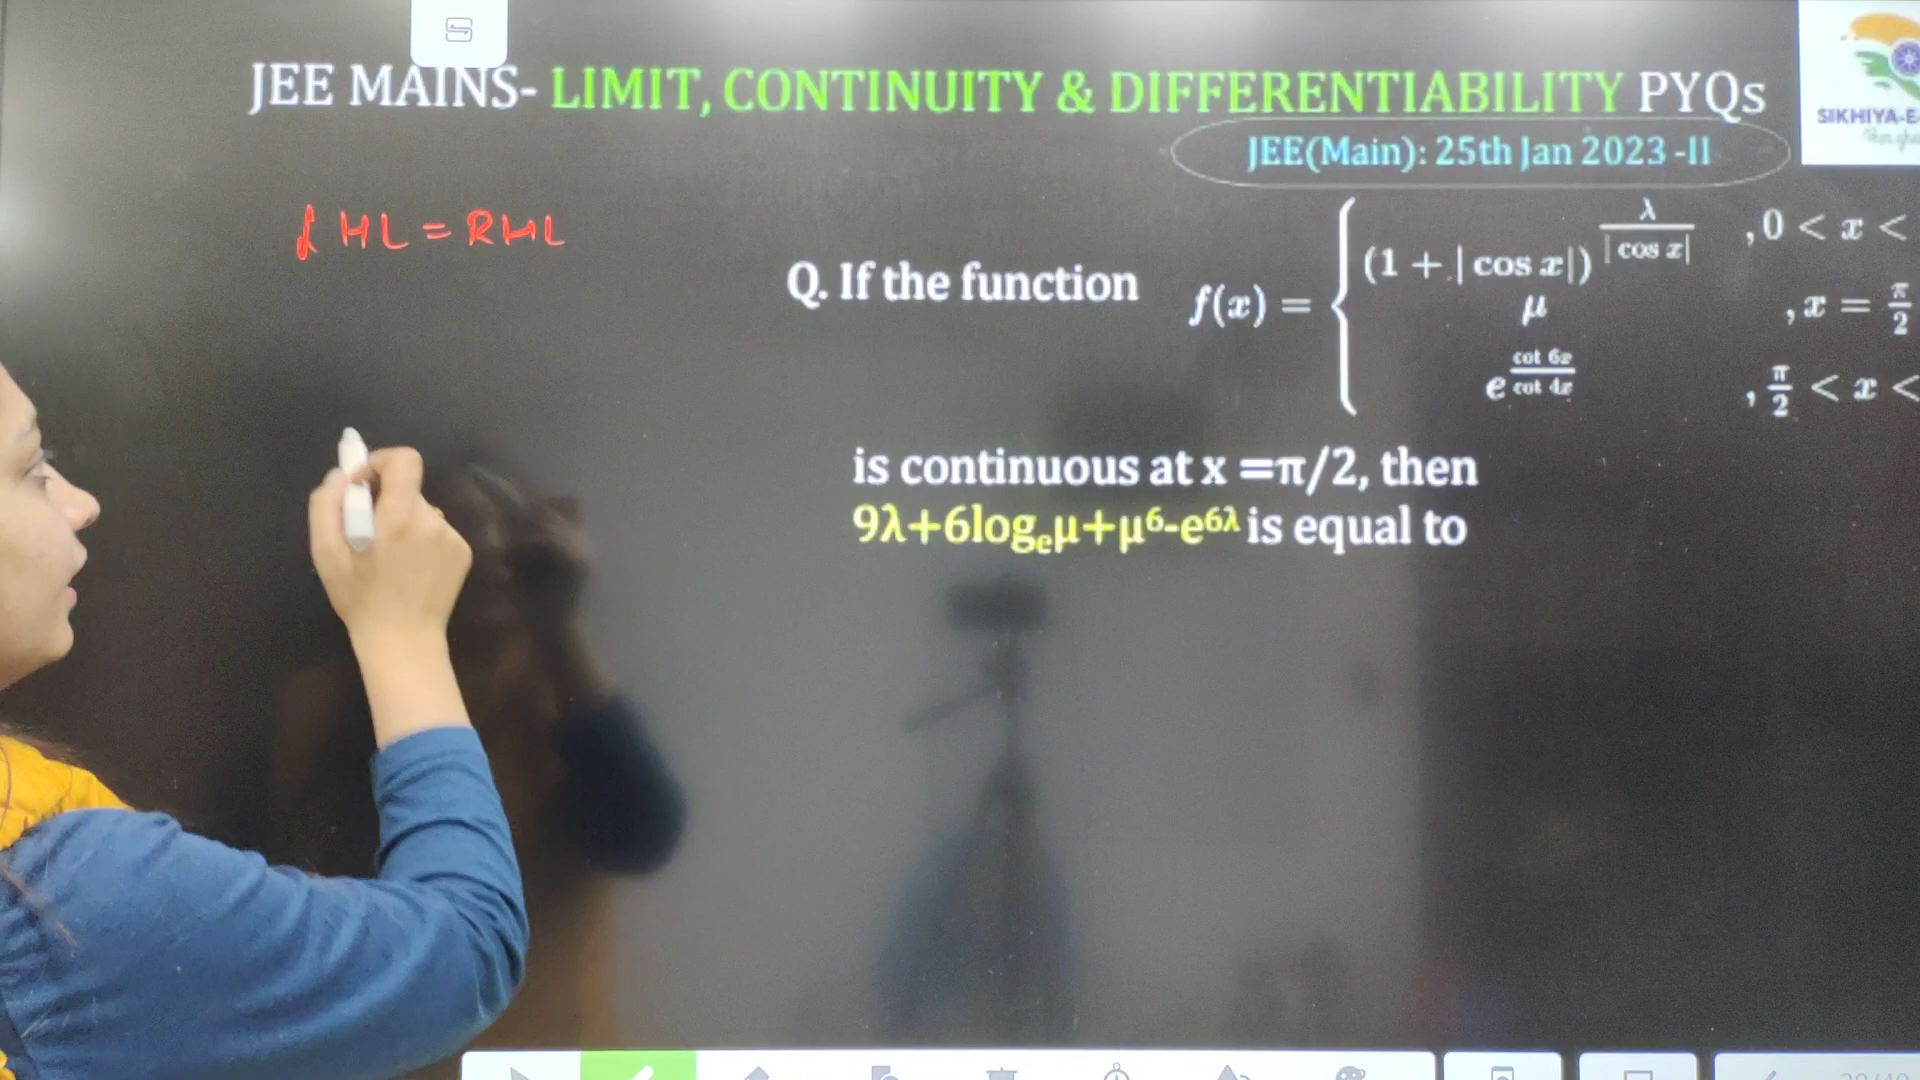 JEE MAINS- LIMIT, CONTINUITY & DIFFERENTIABILITY PYQs
SIKHIYA-E-
JEE(Main): 25th Jan 2023 -II
LHL = RHL
Q. If the function f(x) = { (1 + |cos x|)^(λ/|cos x|) , 0 < x <
μ , x = π/2
e^(cot 6x/cot 4x) , π/2 < x <
is continuous at x =π/2, then
9λ+6logₑμ+μ⁶-e^6λ is equal to